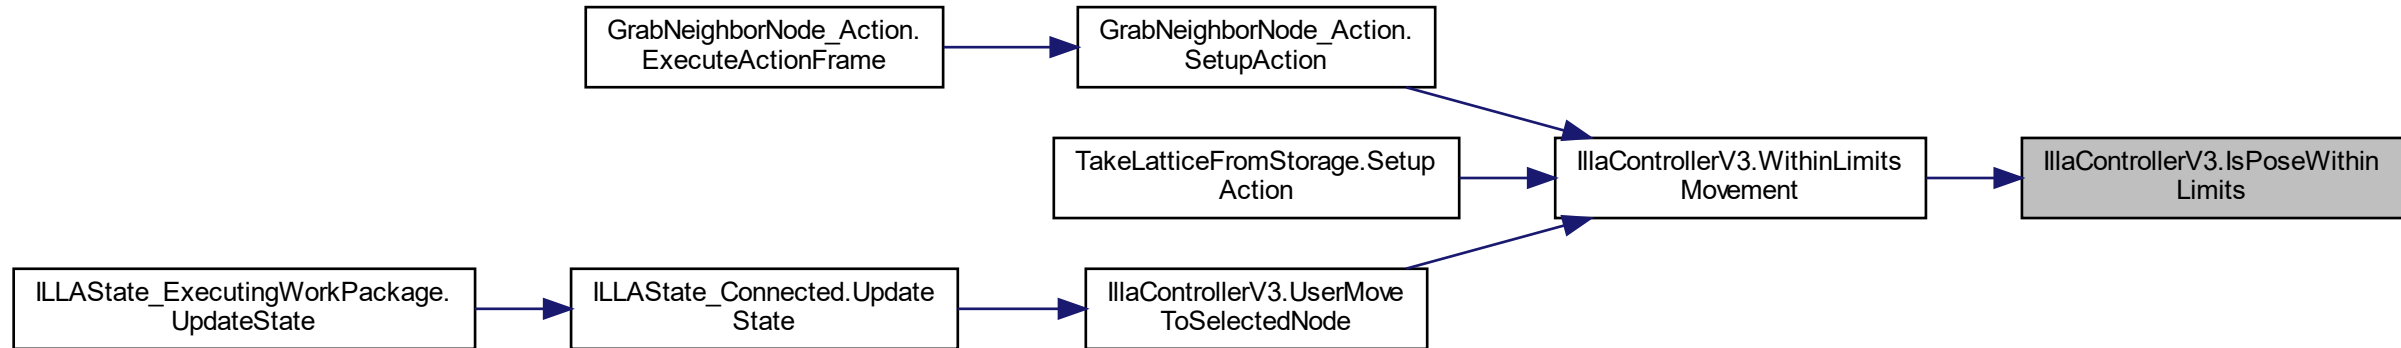 GrabNeighborNode_Action.
ExecuteActionFrame
GrabNeighborNode_Action.
SetupAction
TakeLatticeFromStorage.Setup
Action
IllaControllerV3.WithinLimits
Movement
IllaControllerV3.IsPoseWithin
Limits
ILLAState_ExecutingWorkPackage.
UpdateState
ILLAState_Connected.Update
State
IllaControllerV3.UserMove
ToSelectedNode